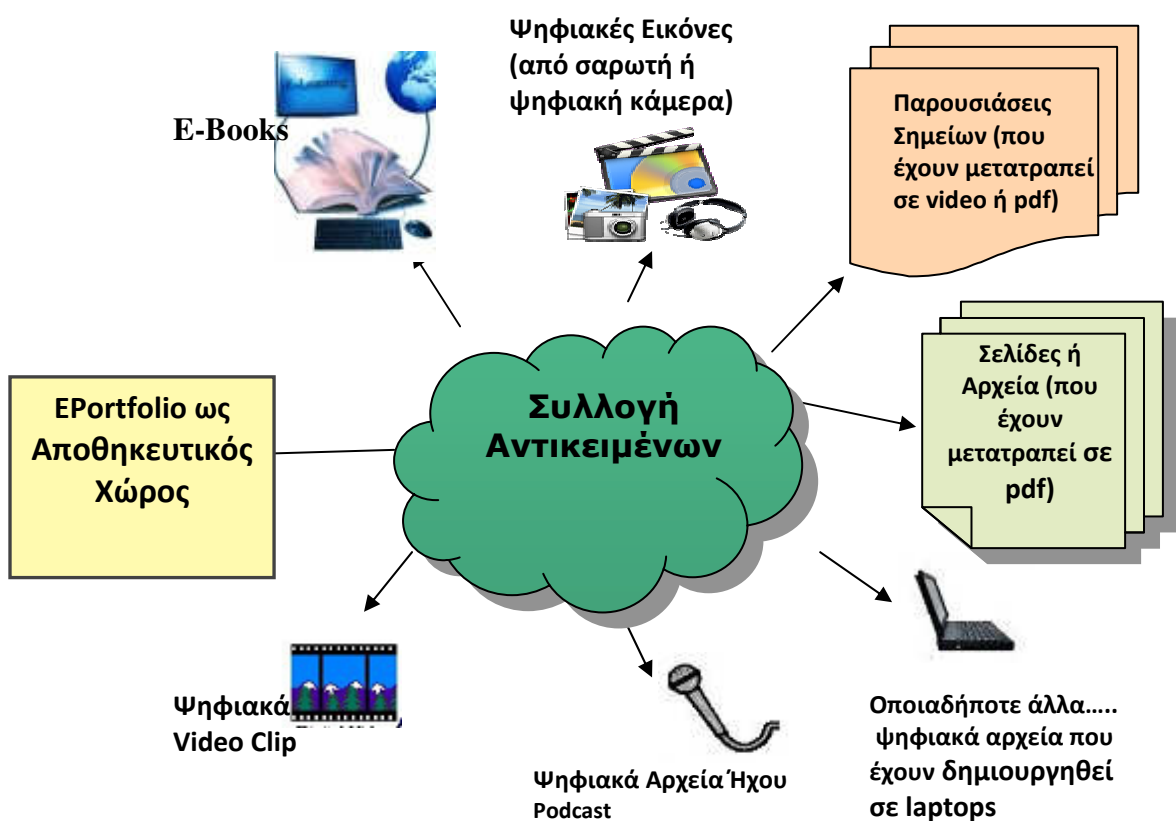 Ψηφιακές Εικόνες
(από σαρωτή ή
ψηφιακή κάμερα)
E-Books
Παρουσιάσεις
Σημείων (που
έχουν μετατραπεί
σε video ή pdf)
Συλλογή
Αντικειμένων
Σελίδες ή
Αρχεία (που
έχουν
μετατραπεί σε
pdf)
EPortfolio ως
Αποθηκευτικός
Χώρος
Ψηφιακά
Video Clip
Ψηφιακά Αρχεία Ήχου
Podcast
Οποιαδήποτε άλλα.....
ψηφιακά αρχεία που
έχουν δημιουργηθεί
σε laptops